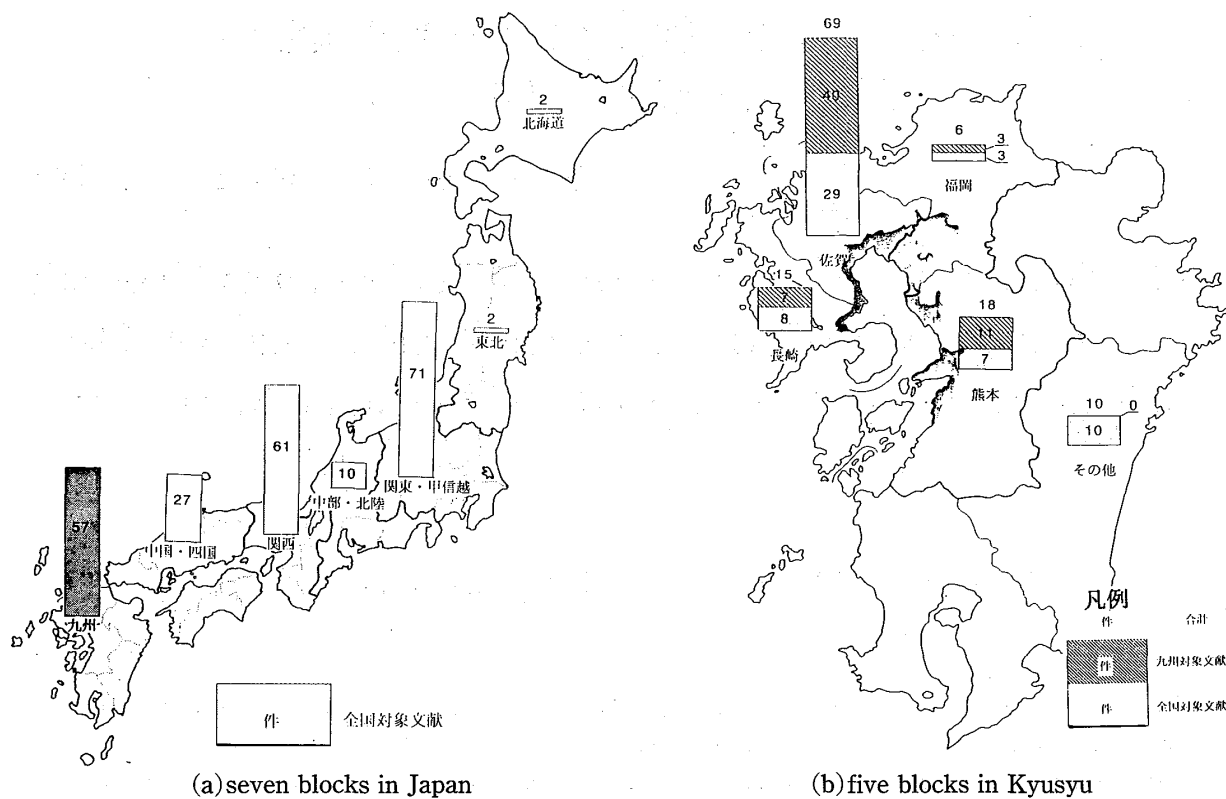 2
北海道
2
東北
71
関東・甲信越
10
中部・北陸
61
関西
27
中国・四国
57
九州
件 全国対象文献
(a)seven blocks in Japan
69
40
29
佐賀
6
3
3
福岡
15
7
8
長崎
18
11
7
熊本
10 0
10
その他
凡例
件 合計
件 九州対象文献
件 全国対象文献
(b)five blocks in Kyusyu